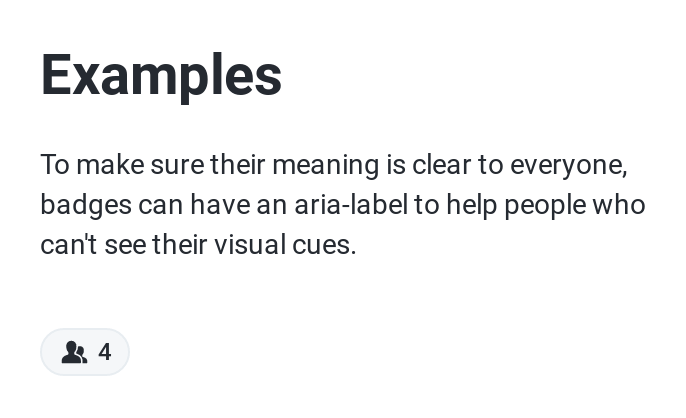 Examples
To make sure their meaning is clear to everyone,
badges can have an aria-label to help people who
can't see their visual cues.
4